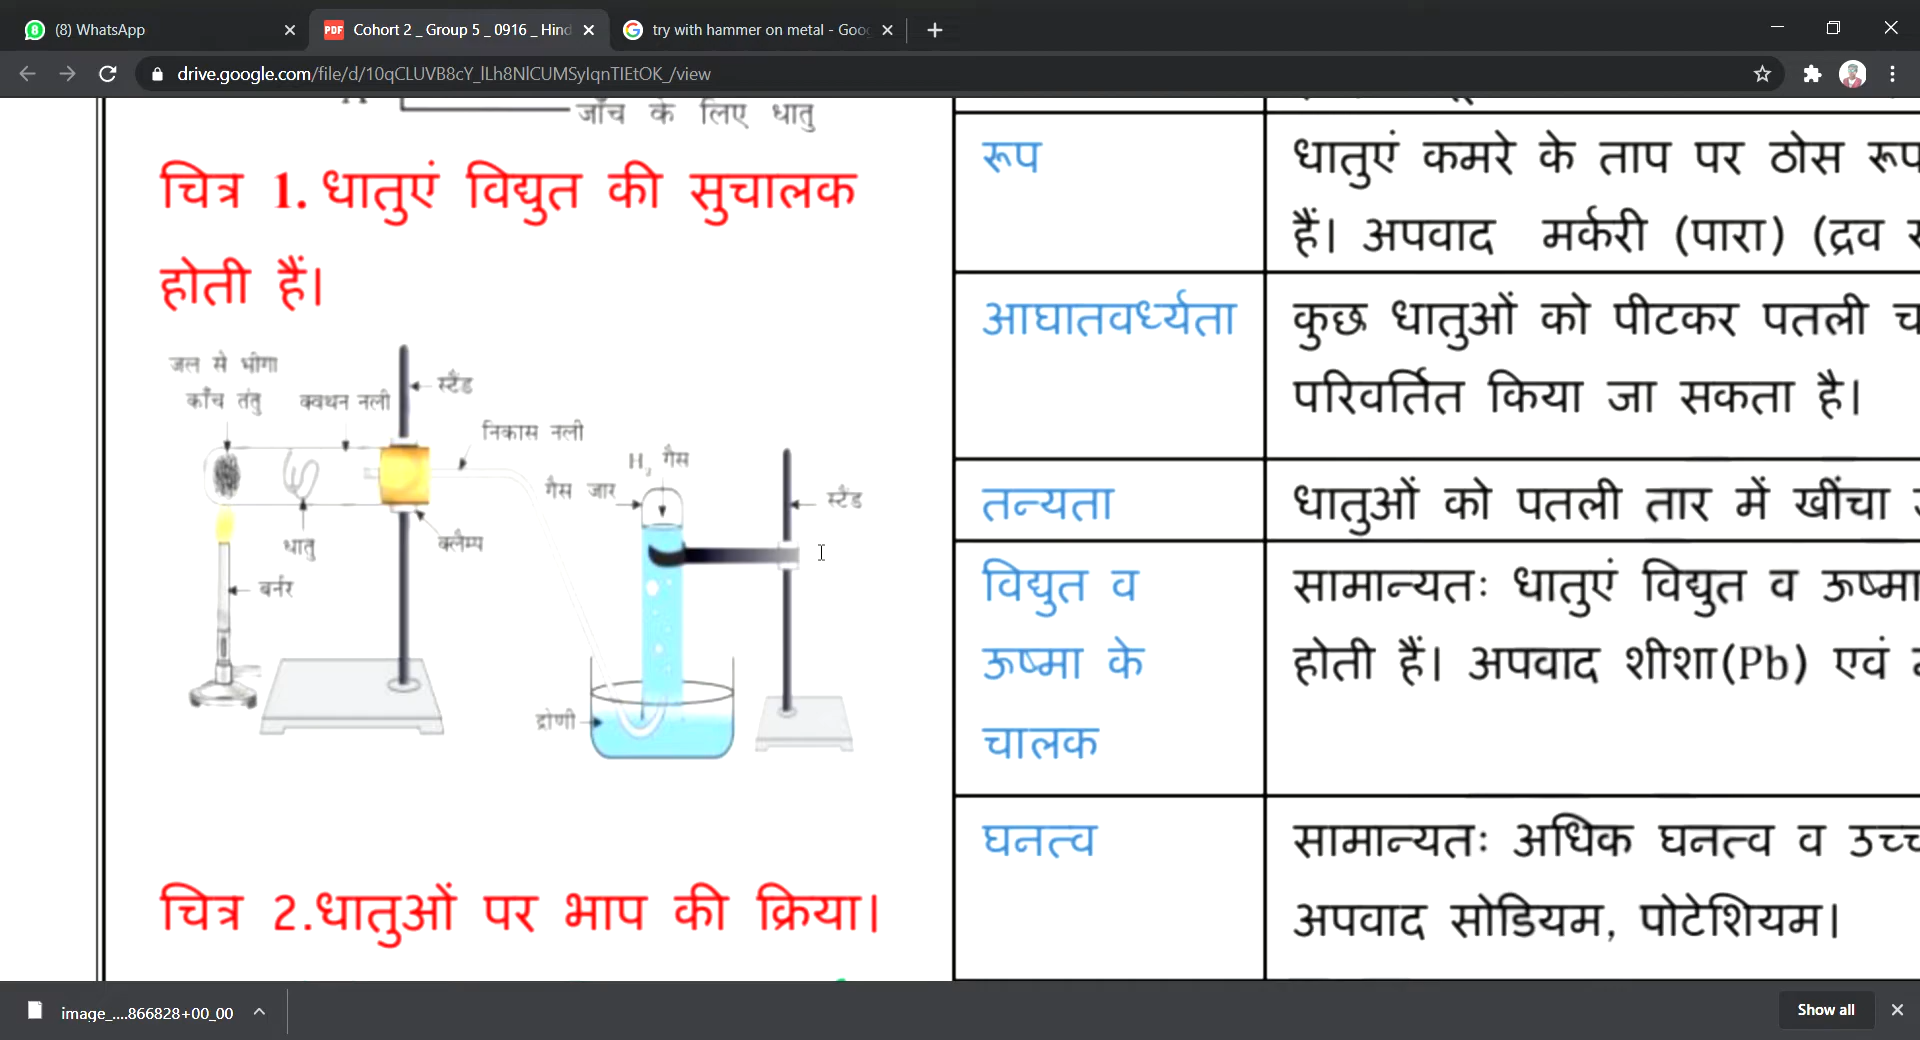 (8) WhatsApp
Cohort 2 _ Group 5 _ 0916 _ Hind
try with hammer on metal - Goo
drive.google.com/file/d/10qCLUVB8cY_lLh8NlCUMSylqnTIEtOK_/view
जाँच के लिए धातु
चित्र 1. धातुएं विद्युत की सुचालक
होती हैं।
जल से भीगा
काँच तंतु
क्वथन नली
स्टैंड
निकास नली
H₂ गैस
गैस जार
स्टैंड
धातु
क्लैम्प
बर्नर
द्रोणी
चित्र 2.धातुओं पर भाप की क्रिया।
रूप
धातुएं कमरे के ताप पर ठोस रूप
हैं। अपवाद मर्करी (पारा) (द्रव
आघातवर्ध्यता
कुछ धातुओं को पीटकर पतली
परिवर्तित किया जा सकता है।
तन्यता
धातुओं को पतली तार में खींचा
विद्युत व
ऊष्मा के
चालक
सामान्यतः धातुएं विद्युत व ऊष्मा
होती हैं। अपवाद शीशा(Pb) एवं
घनत्व
सामान्यतः अधिक घनत्व व
अपवाद सोडियम, पोटेशियम।
image_....866828+00_00
Show all